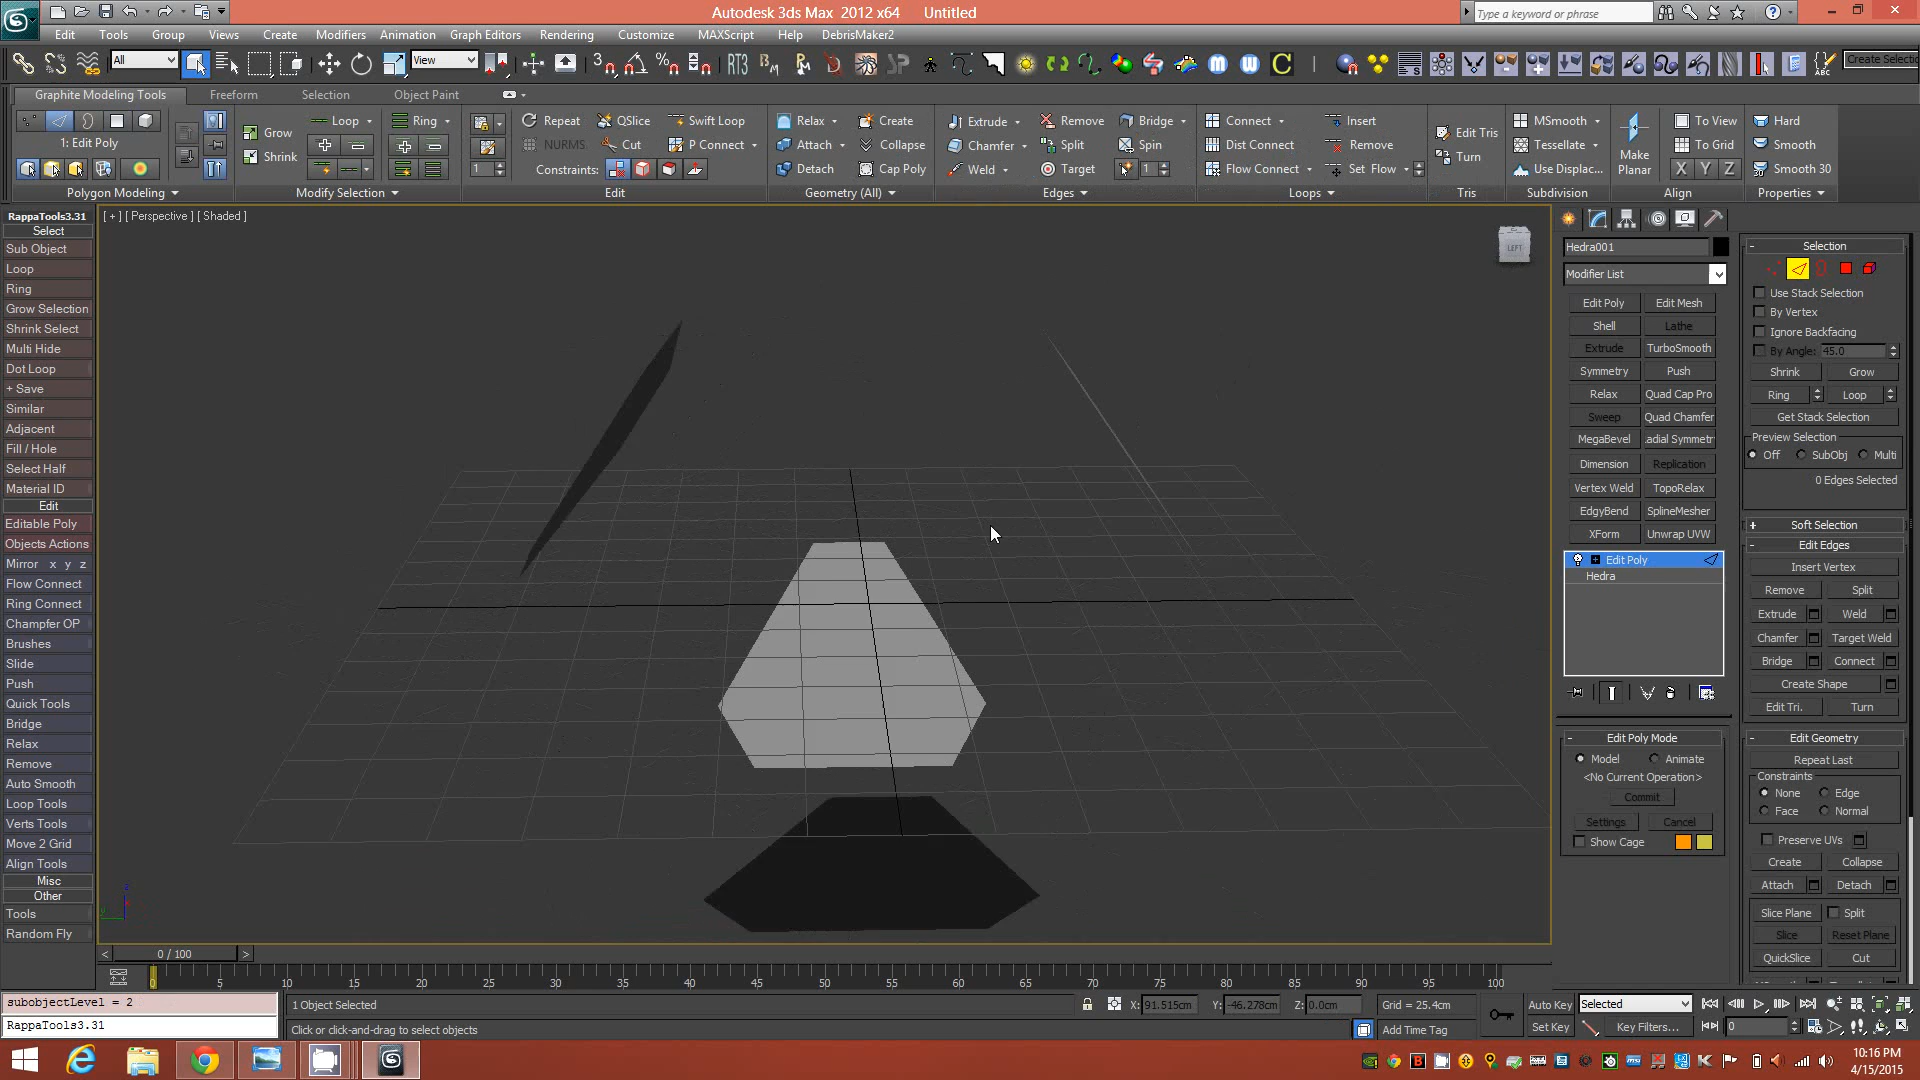 Autodesk 3ds Max 2012 x64 Untitled
Type a keyword or phrase
Edit Tools Group Views Create Modifiers Animation Graph Editors Rendering Customize MAXScript Help DebrisMaker2
All
View
RT3
ABC
Create Selectio
Graphite Modeling Tools Freeform Selection Object Paint
1: Edit Poly
Polygon Modeling
Grow
Shrink
Loop
Ring
Modify Selection
Repeat QSlice Swift Loop
NURMS Cut P Connect
1 Constraints:
Edit
Relax Create
Attach Collapse
Detach Cap Poly
Geometry (All)
Extrude Remove Bridge
Chamfer Split Spin
Weld Target 1
Edges
Connect Insert
Dist Connect Remove
Flow Connect Set Flow
Loops
Edit Tris
Turn
Tris
MSmooth
Tessellate
Use Displac...
Subdivision
Make Planar
To View
To Grid
X Y Z
Align
Hard
Smooth
Smooth 30
Properties
RappaTools3.31
Select
Sub Object
Loop
Ring
Grow Selection
Shrink Select
Multi Hide
Dot Loop
+ Save
Similar
Adjacent
Fill / Hole
Select Half
Material ID
Edit
Editable Poly
Objects Actions
Mirror x y z
Flow Connect
Ring Connect
Champfer OP
Brushes
Slide
Push
Quick Tools
Bridge
Relax
Remove
Auto Smooth
Loop Tools
Verts Tools
Move 2 Grid
Align Tools
Misc
Other
Tools
Random Fly
[ + ] [ Perspective ] [ Shaded ]
LEFT
Hedra001
Modifier List
Edit Poly Edit Mesh
Shell Lathe
Extrude TurboSmooth
Symmetry Push
Relax Quad Cap Pro
Sweep Quad Chamfer
MegaBevel adial Symmetr
Dimension Replication
Vertex Weld TopoRelax
EdgyBend SplineMesher
XForm Unwrap UVW
Edit Poly
Hedra
- Edit Poly Mode
Model Animate
<No Current Operation>
Commit
Settings Cancel
Show Cage
- Selection
Use Stack Selection
By Vertex
Ignore Backfacing
By Angle: 45.0
Shrink Grow
Ring Loop
Get Stack Selection
Preview Selection
Off SubObj Multi
0 Edges Selected
+ Soft Selection
- Edit Edges
Insert Vertex
Remove Split
Extrude Weld
Chamfer Target Weld
Bridge Connect
Create Shape
Edit Tri. Turn
- Edit Geometry
Repeat Last
Constraints
None Edge
Face Normal
Preserve UVs
Create Collapse
Attach Detach
Slice Plane Split
Slice Reset Plane
QuickSlice Cut
< 0 / 100 >
0 5 10 15 20 25 30 35 40 45 50 55 60 65 70 75 80 85 90 95 100
subobjectLevel = 2
RappaTools3.31
1 Object Selected
Click or click-and-drag to select objects
X: 91.515cm Y: -46.278cm Z: 0.0cm Grid = 25.4cm
Add Time Tag
Auto Key Selected
Set Key Key Filters... 0
10:16 PM
4/15/2015